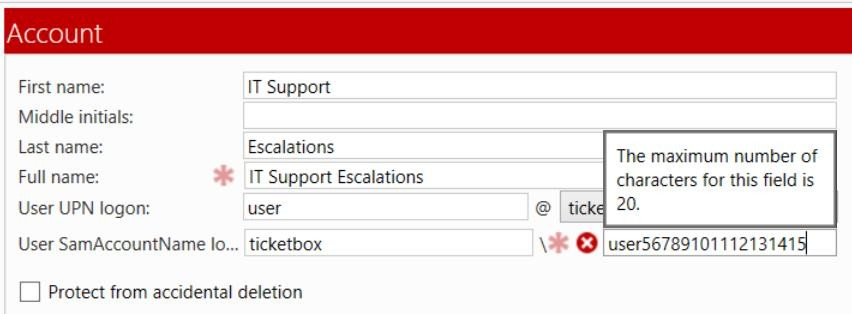 Account
First name: IT Support
Middle initials:
Last name: Escalations
Full name: * IT Support Escalations
The maximum number of
characters for this field is
20.
User UPN logon: user @ ticke
User SamAccountName lo... ticketbox \* user56789101112131415
Protect from accidental deletion